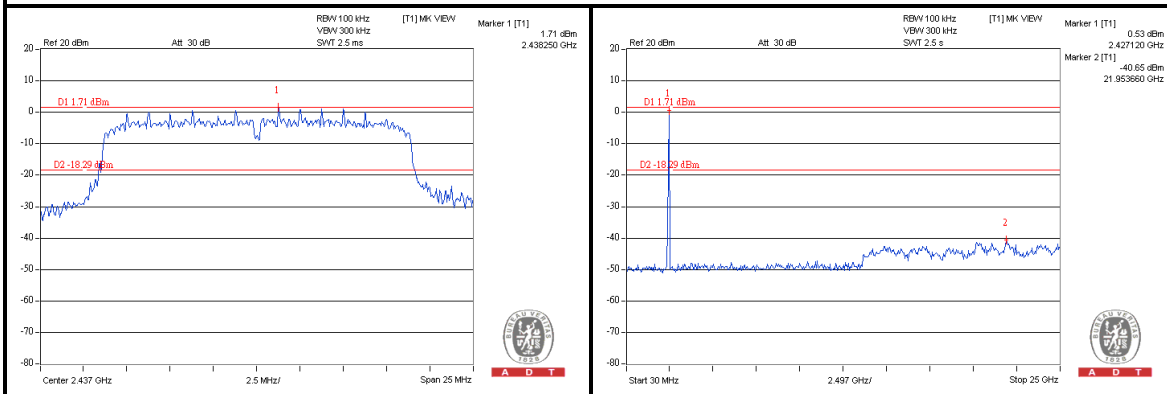 RBW 100 kHz [T1] MK VIEW
VBW 300 kHz
Ref 20 dBm Att 30 dB SWT 2.5 ms
Marker 1 [T1]
1.71 dBm
2.438250 GHz
20
10
0
-10
-20
-30
-40
-50
-60
-70
-80
D1 1.71 dBm
1
D2 -18.29 dBm
Center 2.437 GHz 2.5 MHz/ Span 25 MHz
BUREAU VERITAS
1828
A D T
RBW 100 kHz [T1] MK VIEW
VBW 300 kHz
Ref 20 dBm Att 30 dB SWT 2.5 s
Marker 1 [T1]
0.53 dBm
2.427120 GHz
Marker 2 [T1]
-40.65 dBm
21.953660 GHz
20
10
0
-10
-20
-30
-40
-50
-60
-70
-80
D1 1.71 dBm
1
D2 -18.29 dBm
2
Start 30 MHz 2.497 GHz/ Stop 25 GHz
BUREAU VERITAS
1828
A D T